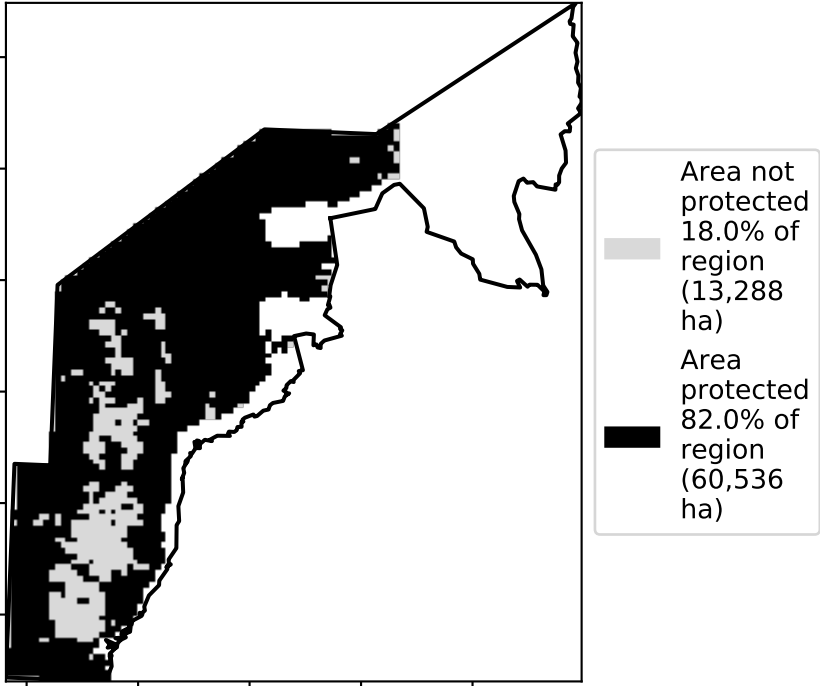 Area not
protected
18.0% of
region
(13,288
ha)
Area
protected
82.0% of
region
(60,536
ha)